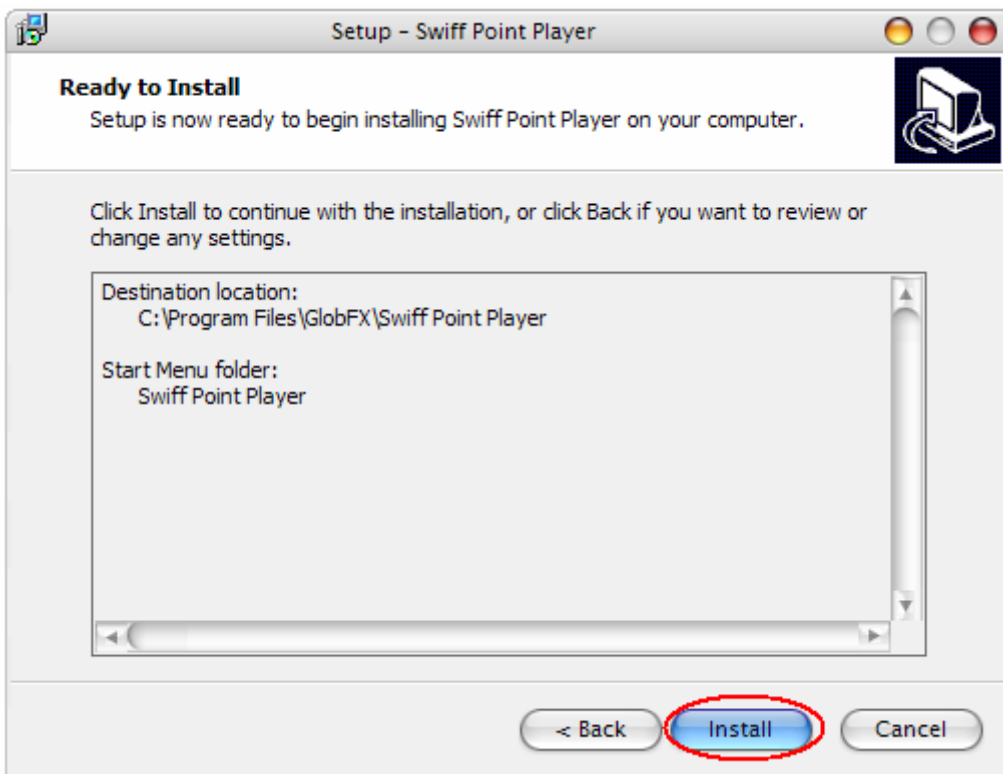 Setup - Swiff Point Player
Ready to Install
Setup is now ready to begin installing Swiff Point Player on your computer.
Click Install to continue with the installation, or click Back if you want to review or
change any settings.
Destination location:
C:\Program Files\GlobFX\Swiff Point Player
Start Menu folder:
Swiff Point Player
< Back Install Cancel